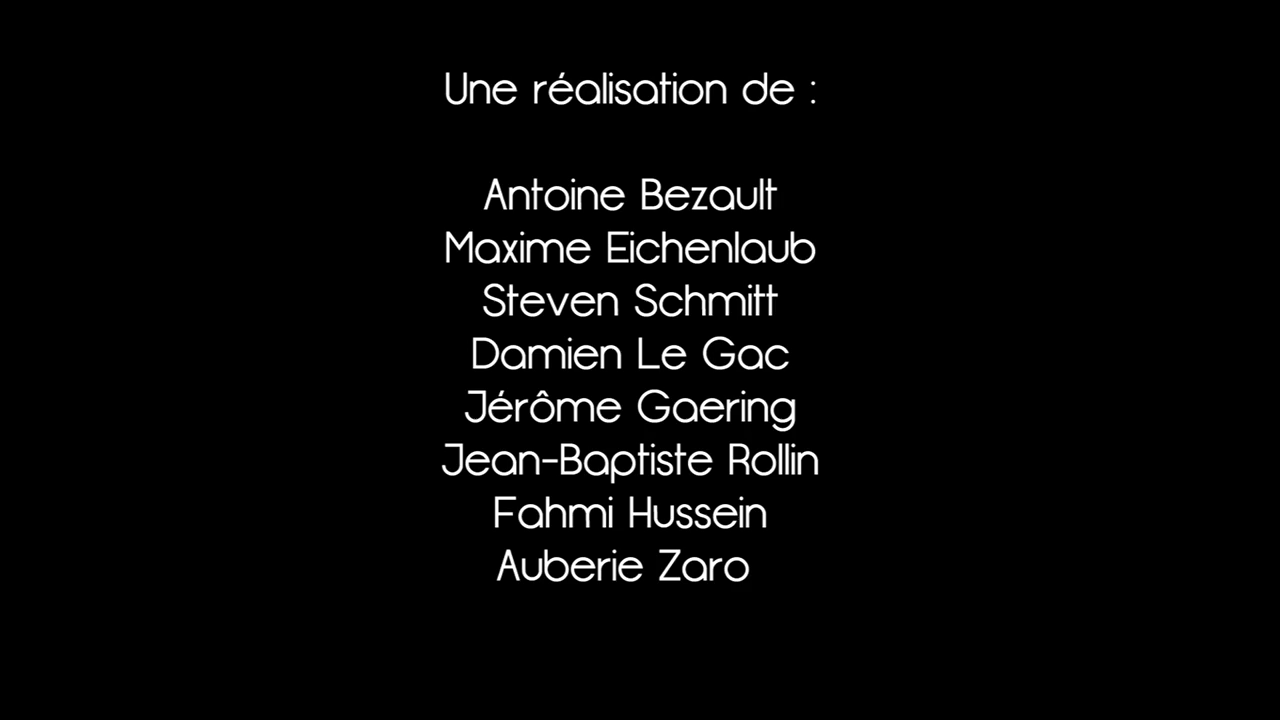 Une réalisation de :
Antoine Bezault
Maxime Eichenlaub
Steven Schmitt
Damien Le Gac
Jérôme Gaering
Jean-Baptiste Rollin
Fahmi Hussein
Auberie Zaro